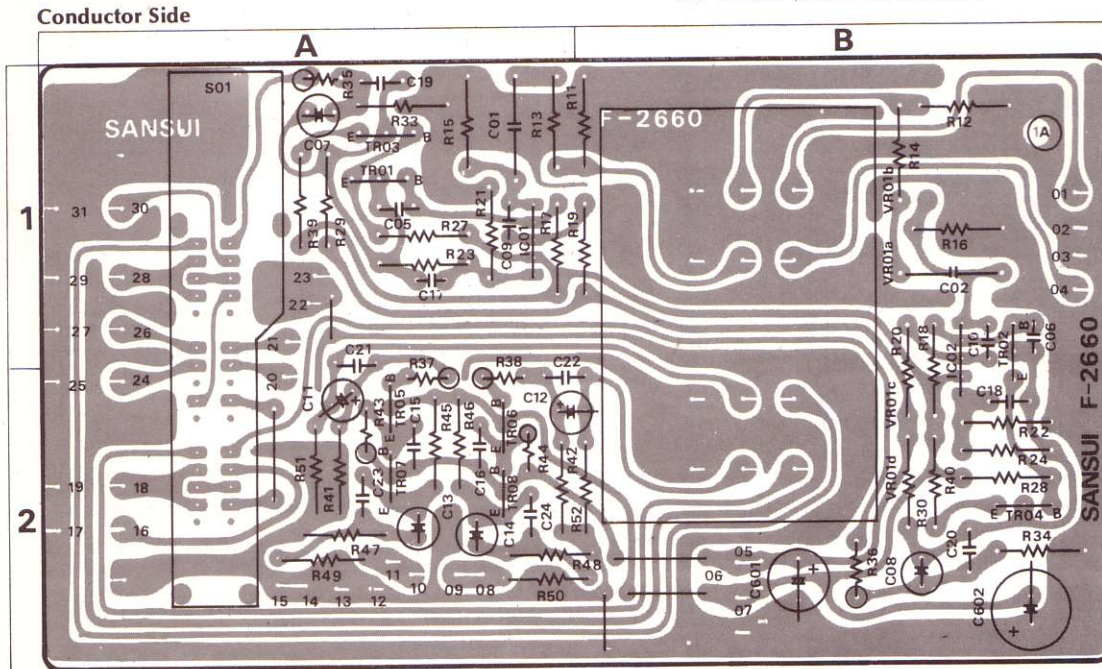 Conductor Side
A
B
1
2
S01
SANSUI
R35
C19
R33
C07
E
TR03
B
TR01
E
B
R15
C01
R13
R11
F-2660
R12
1A
R14
VR01b
01
31
30
R39
R29
C05
R27
R21
C09
IC01
R17
R19
R23
C17
R16
02
03
VR01a
C02
04
29
28
23
22
27
26
21
20
25
24
C21
R37
R38
C22
R20
R18
IC02
C10
TR02
B
E
C06
C11
+
R43
B
TR05
E
C15
R45
R46
B
TR06
E
C12
VR01c
C18
R22
R51
R41
B
TR07
E
C23
C13
C16
B
TR08
E
R44
R42
R24
R28
VR01d
R30
R40
19
18
17
16
C14
C24
R52
E
TR04
B
R47
R49
R48
R50
R34
C20
C08
R36
C601
+
C602
+
05
06
07
15
14
13
12
11
10
09
08
SANSUI F-2660